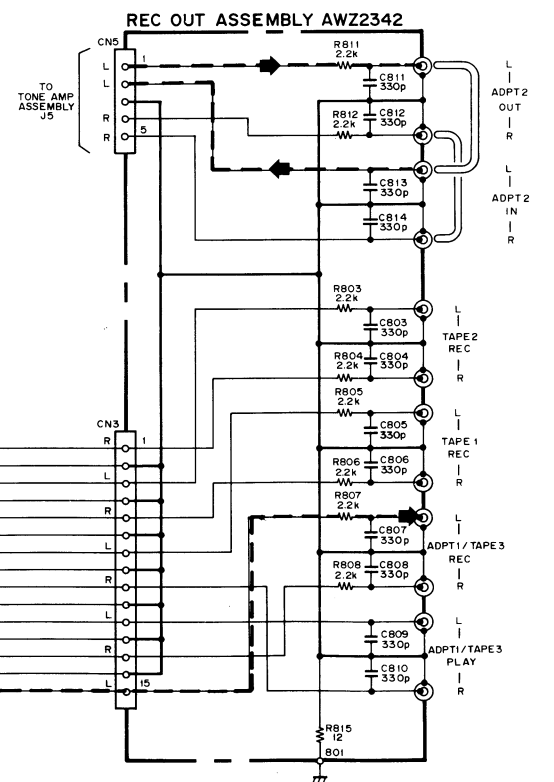 REC OUT ASSEMBLY AWZ2342
CN5
R811
2.2k
L 1
L
C811
330p
L
ADPT2
OUT
R
TO
TONE AMP
ASSEMBLY
J5
R812
2.2k
C812
330p
R
R 5
L
ADPT2
IN
R
C813
330p
C814
330p
R803
2.2k
C803
330p
L
TAPE2
REC
R
R804
2.2k
C804
330p
R805
2.2k
CN3
R 1
C805
330p
L
TAPE 1
REC
R
L
R806
2.2k
C806
330p
R
R807
2.2k
C807
330p
L
ADPT1/TAPE3
REC
R
L
R808
2.2k
C808
330p
R
L
C809
330p
L
ADPT1/TAPE3
PLAY
R
R
C810
330p
L 15
R815
12
801